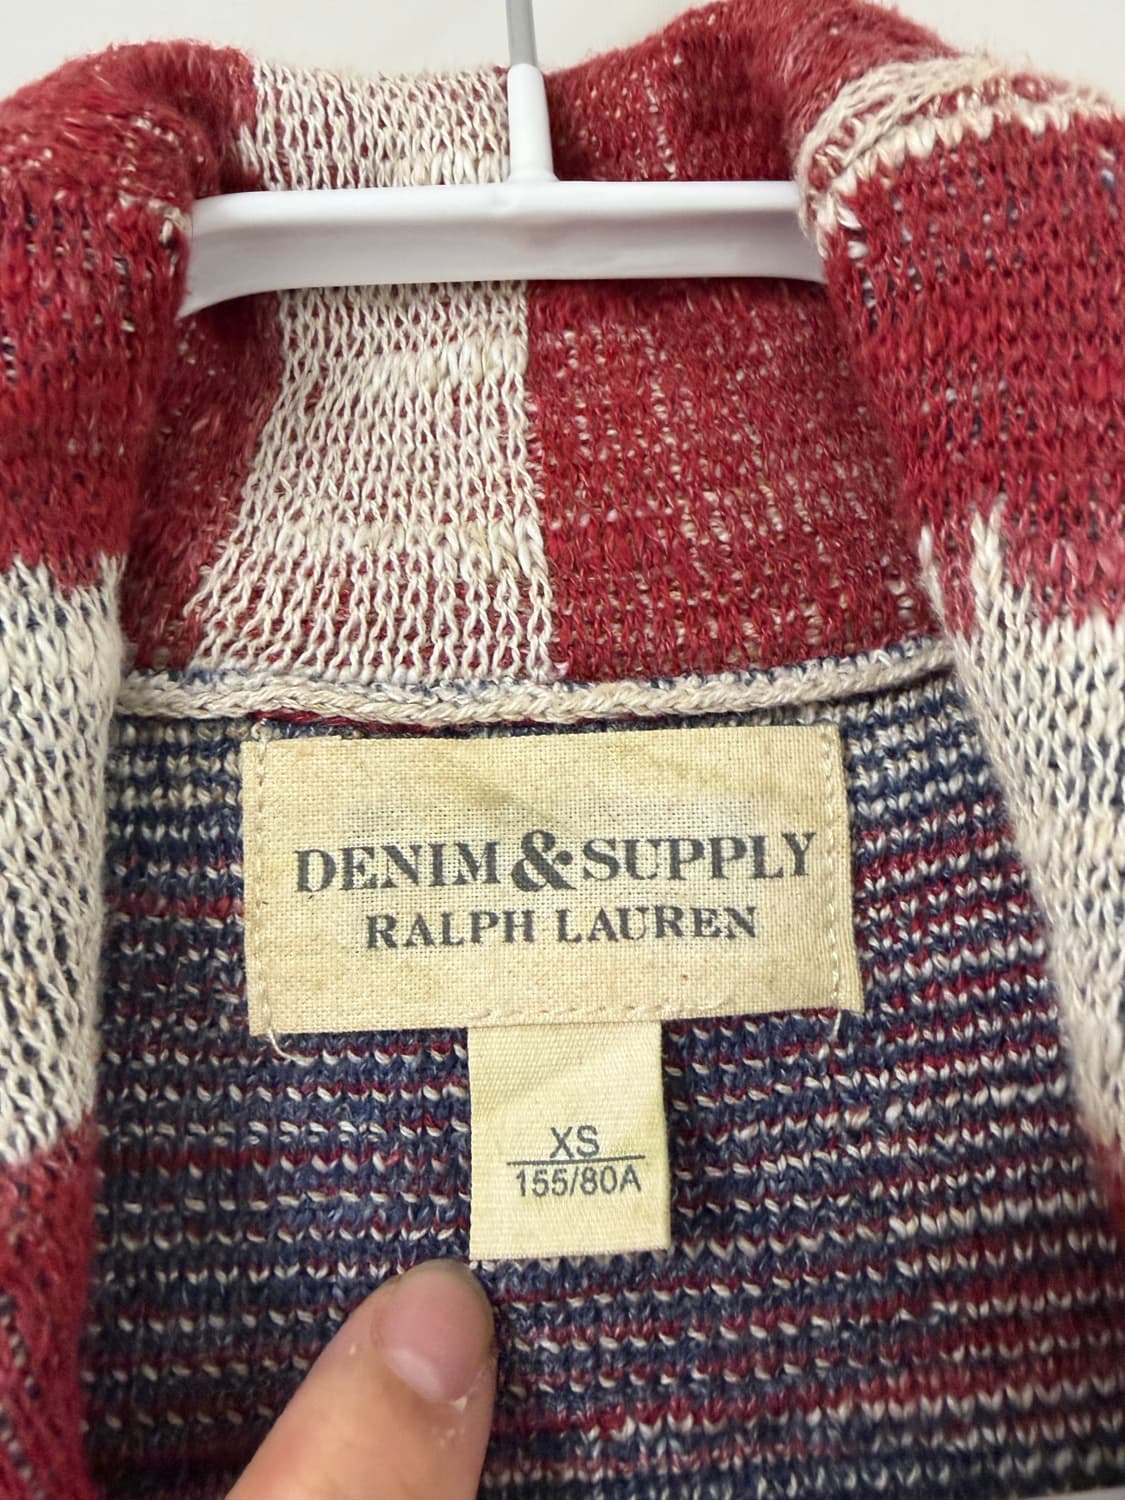 DENIM & SUPPLY
RALPH LAUREN
XS
155/80A